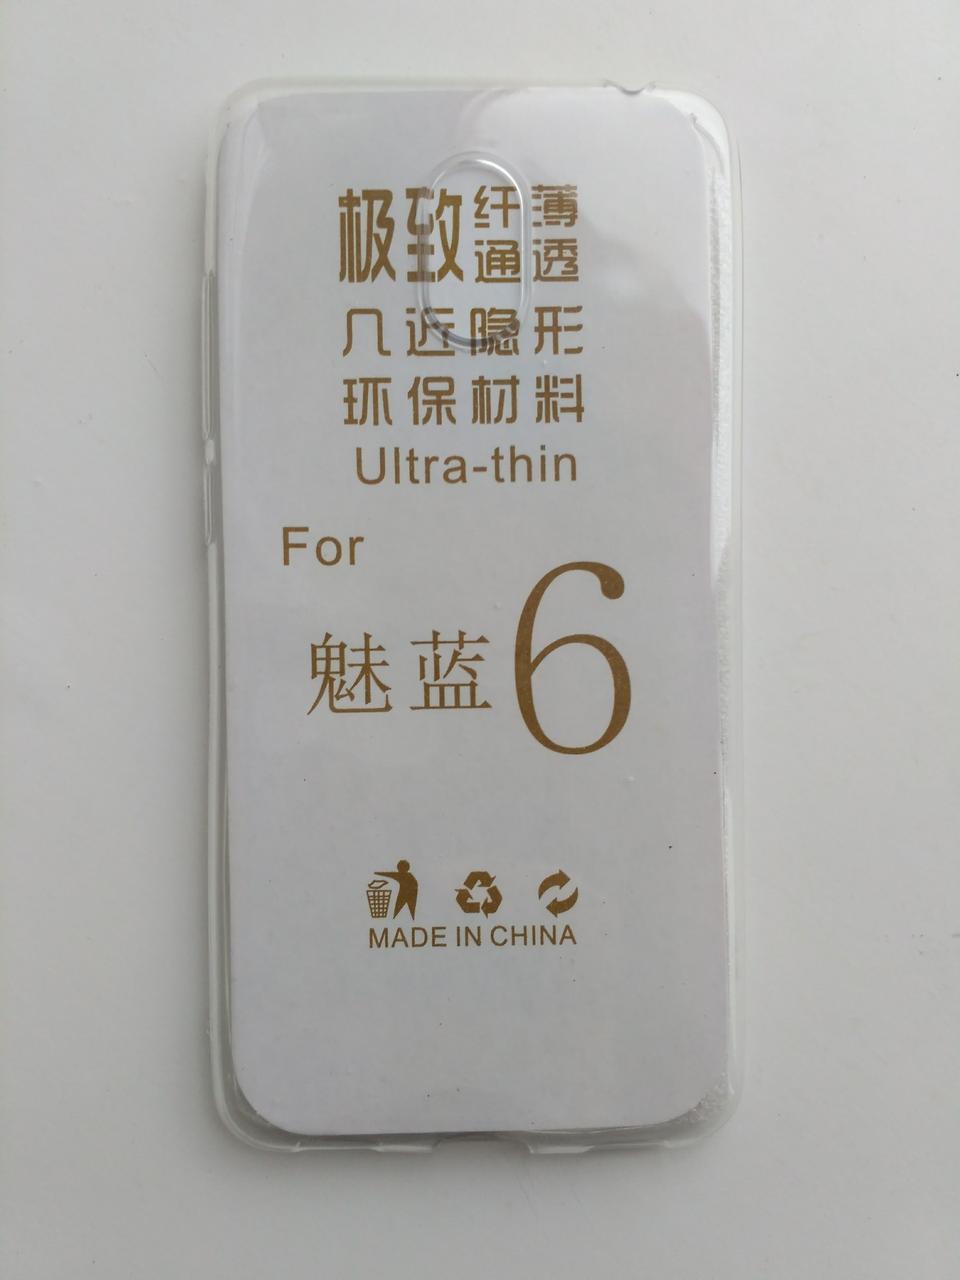 极致纤薄
通透
几近隐形
环保材料
Ultra-thin
For
魅蓝6
MADE IN CHINA